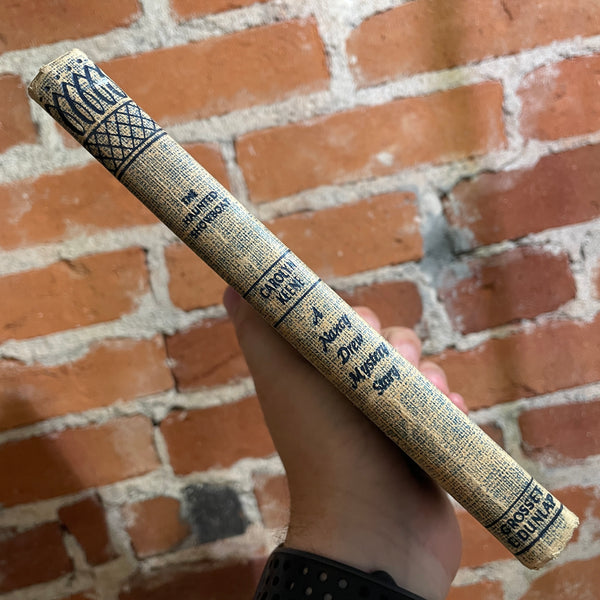 THE
HAUNTED
SHOWBOAT
CAROLYN
KEENE
A
Nancy
Drew
Mystery
Story
GROSSET
& DUNLAP